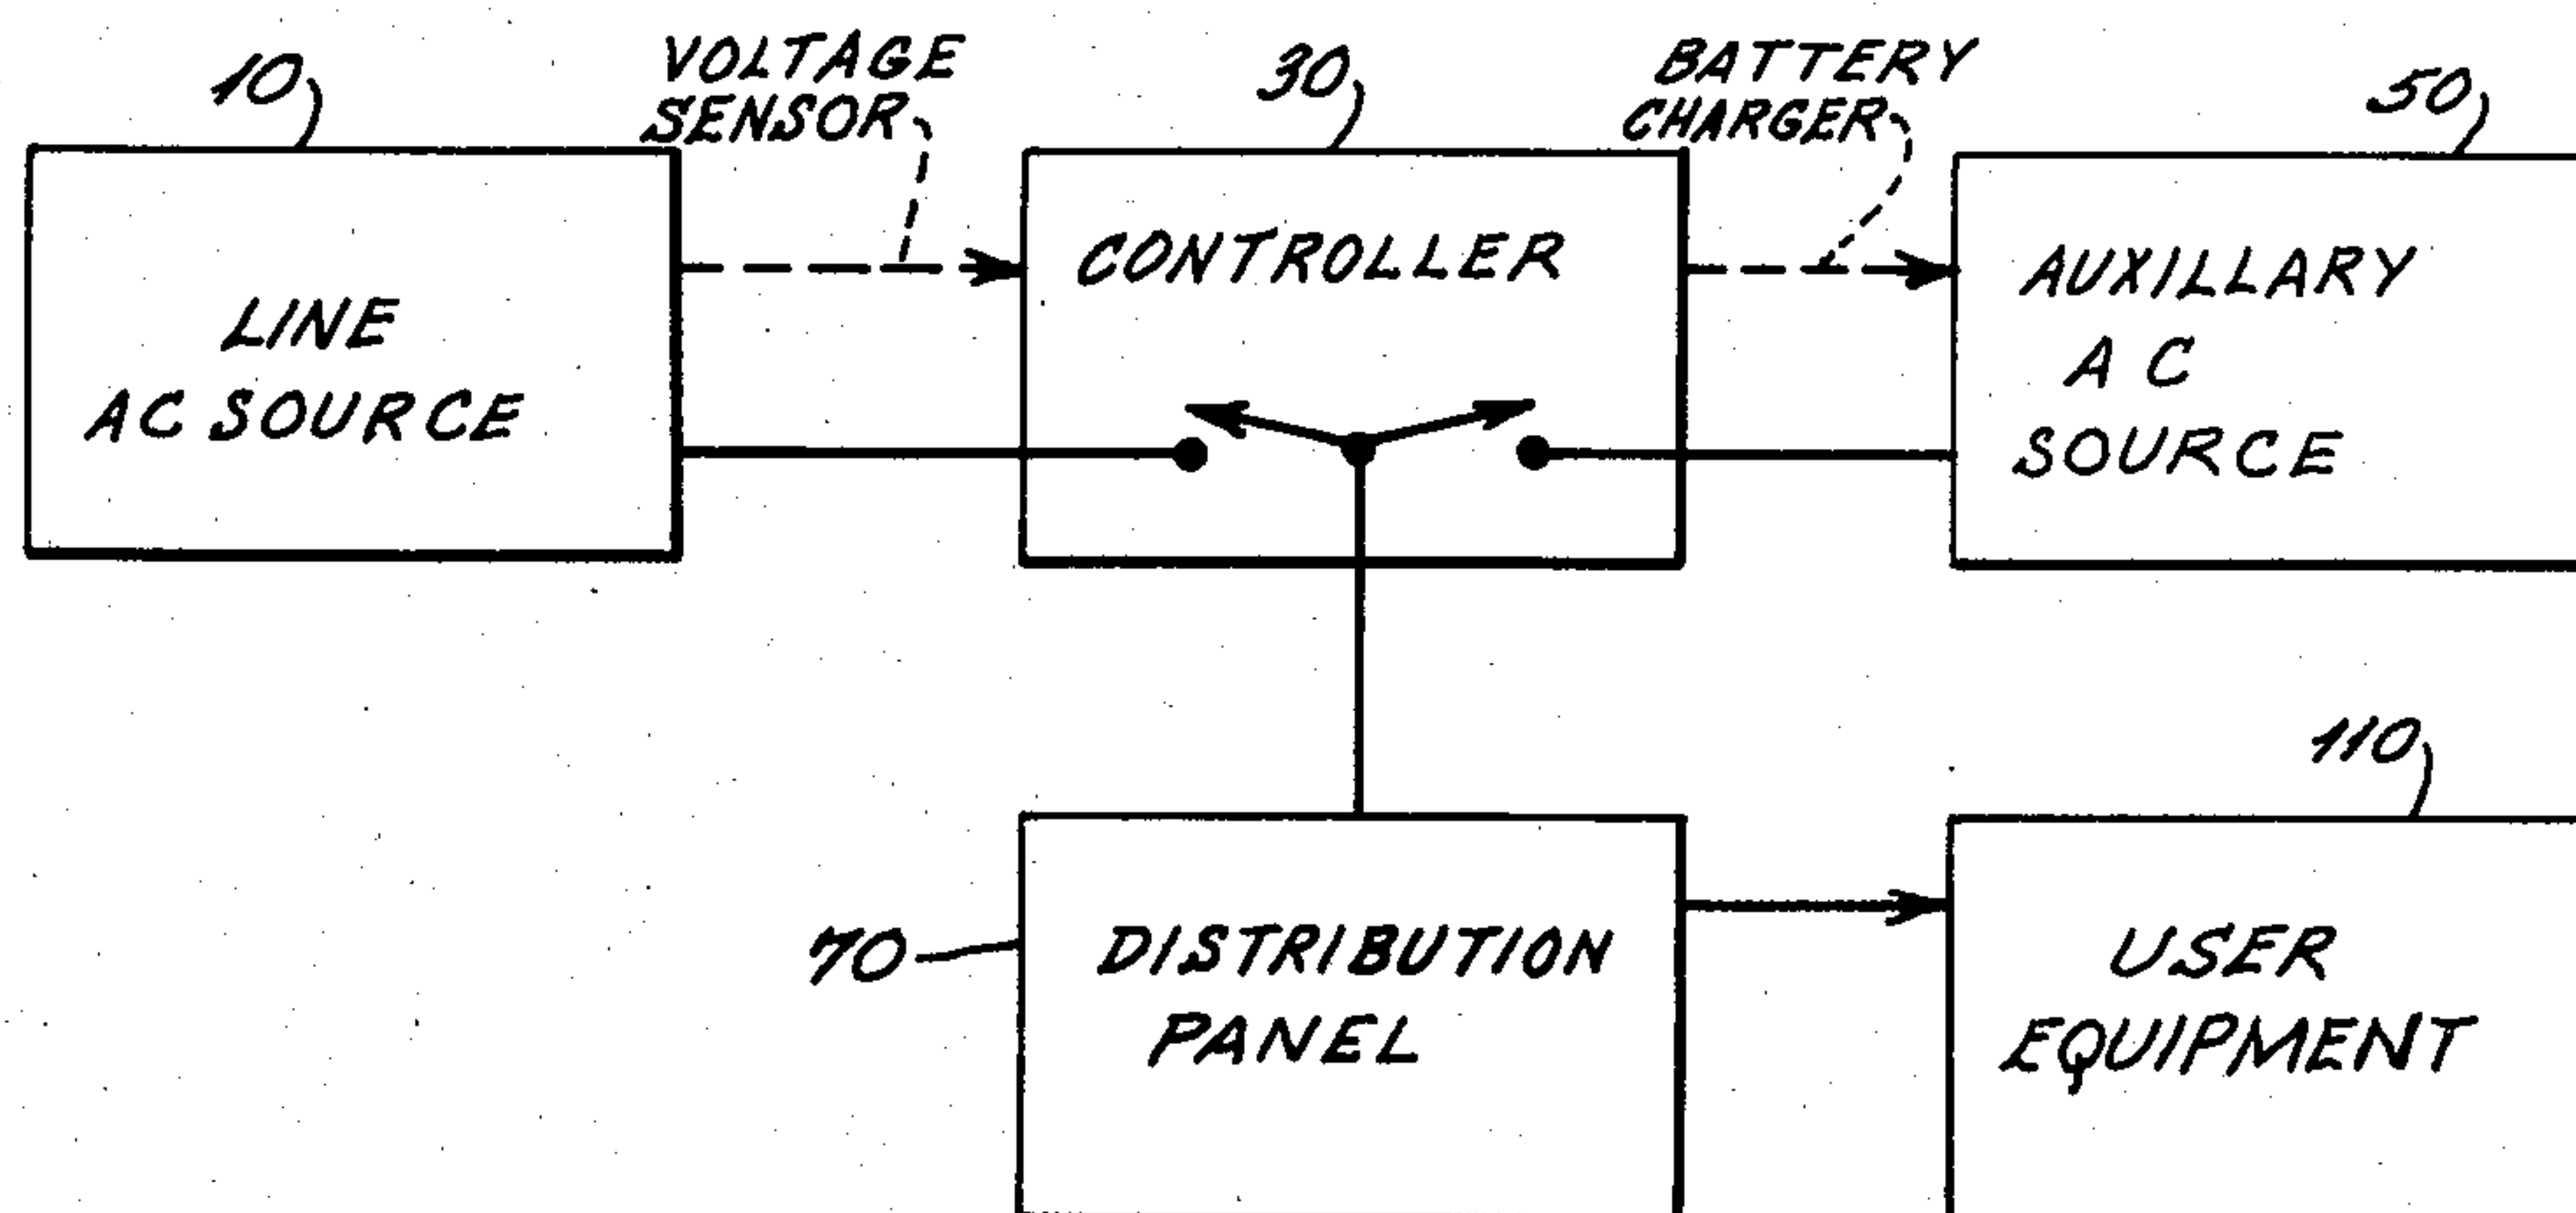 10
VOLTAGE
SENSOR
30
BATTERY
CHARGER
50
LINE
AC SOURCE
CONTROLLER
AUXILLARY
AC
SOURCE
110
70
DISTRIBUTION
PANEL
USER
EQUIPMENT